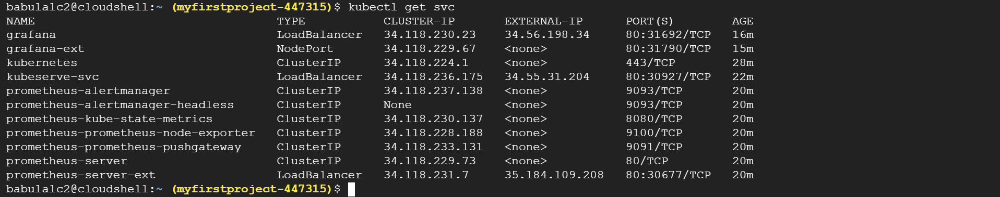 babulalc2@cloudshell:~ (myfirstproject-447315)$ kubectl get svc
NAME TYPE CLUSTER-IP EXTERNAL-IP PORT(S) AGE
grafana LoadBalancer 34.118.230.23 34.56.198.34 80:31692/TCP 16m
grafana-ext NodePort 34.118.229.67 <none> 80:31790/TCP 15m
kubernetes ClusterIP 34.118.224.1 <none> 443/TCP 28m
kubeserve-svc LoadBalancer 34.118.236.175 34.55.31.204 80:30927/TCP 22m
prometheus-alertmanager ClusterIP 34.118.237.138 <none> 9093/TCP 20m
prometheus-alertmanager-headless ClusterIP None <none> 9093/TCP 20m
prometheus-kube-state-metrics ClusterIP 34.118.230.137 <none> 8080/TCP 20m
prometheus-prometheus-node-exporter ClusterIP 34.118.228.188 <none> 9100/TCP 20m
prometheus-prometheus-pushgateway ClusterIP 34.118.233.131 <none> 9091/TCP 20m
prometheus-server ClusterIP 34.118.229.73 <none> 80/TCP 20m
prometheus-server-ext LoadBalancer 34.118.231.7 35.184.109.208 80:30677/TCP 20m
babulalc2@cloudshell:~ (myfirstproject-447315)$